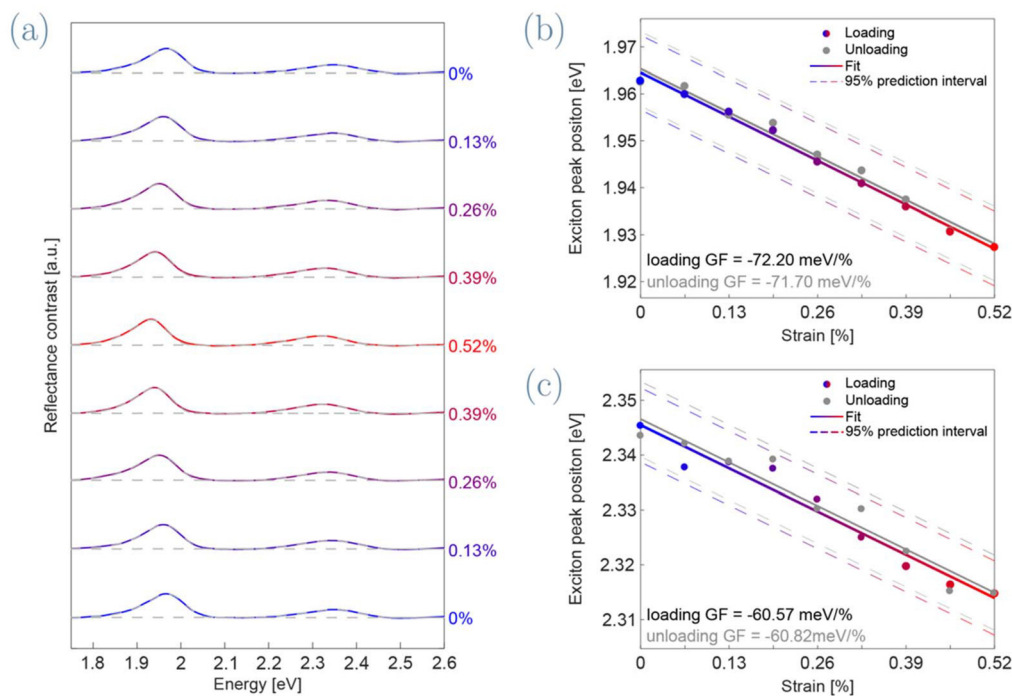 (a)
Reflectance contrast [a.u.]
0%
0.13%
0.26%
0.39%
0.52%
0.39%
0.26%
0.13%
0%
1.8 1.9 2 2.1 2.2 2.3 2.4 2.5 2.6
Energy [eV]
(b)
Exciton peak positon [eV]
1.97
1.96
1.95
1.94
1.93
1.92
Loading
Unloading
Fit
95% prediction interval
loading GF = -72.20 meV/%
unloading GF = -71.70 meV/%
0 0.13 0.26 0.39 0.52
Strain [%]
(c)
Exciton peak positon [eV]
2.35
2.34
2.33
2.32
2.31
Loading
Unloading
Fit
95% prediction interval
loading GF = -60.57 meV/%
unloading GF = -60.82meV/%
0 0.13 0.26 0.39 0.52
Strain [%]